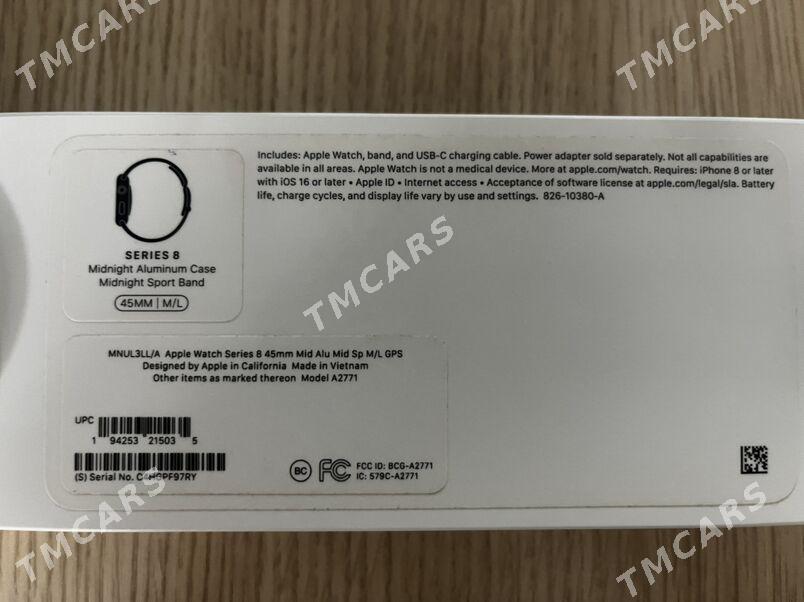 TMCARS
TMCARS
Includes: Apple Watch, band, and USB-C charging cable. Power adapter sold separately. Not all capabilities are
available in all areas. Apple Watch is not a medical device. More at apple.com/watch. Requires: iPhone 8 or later
with iOS 16 or later • Apple ID • Internet access • Acceptance of software license at apple.com/legal/sla. Battery
life, charge cycles, and display life vary by use and settings. 826-10380-A
SERIES 8
Midnight Aluminum Case
Midnight Sport Band
45MM | M/L
TMCARS
MNUL3LL/A Apple Watch Series 8 45mm Mid Alu Mid Sp M/L GPS
Designed by Apple in California Made in Vietnam
Other items as marked thereon Model A2771
UPC
1 94253 21503 5
(S) Serial No. C4H9PF97RY
BC FC FCC ID: BCG-A2771
IC: 579C-A2771
TMCARS
TMCARS